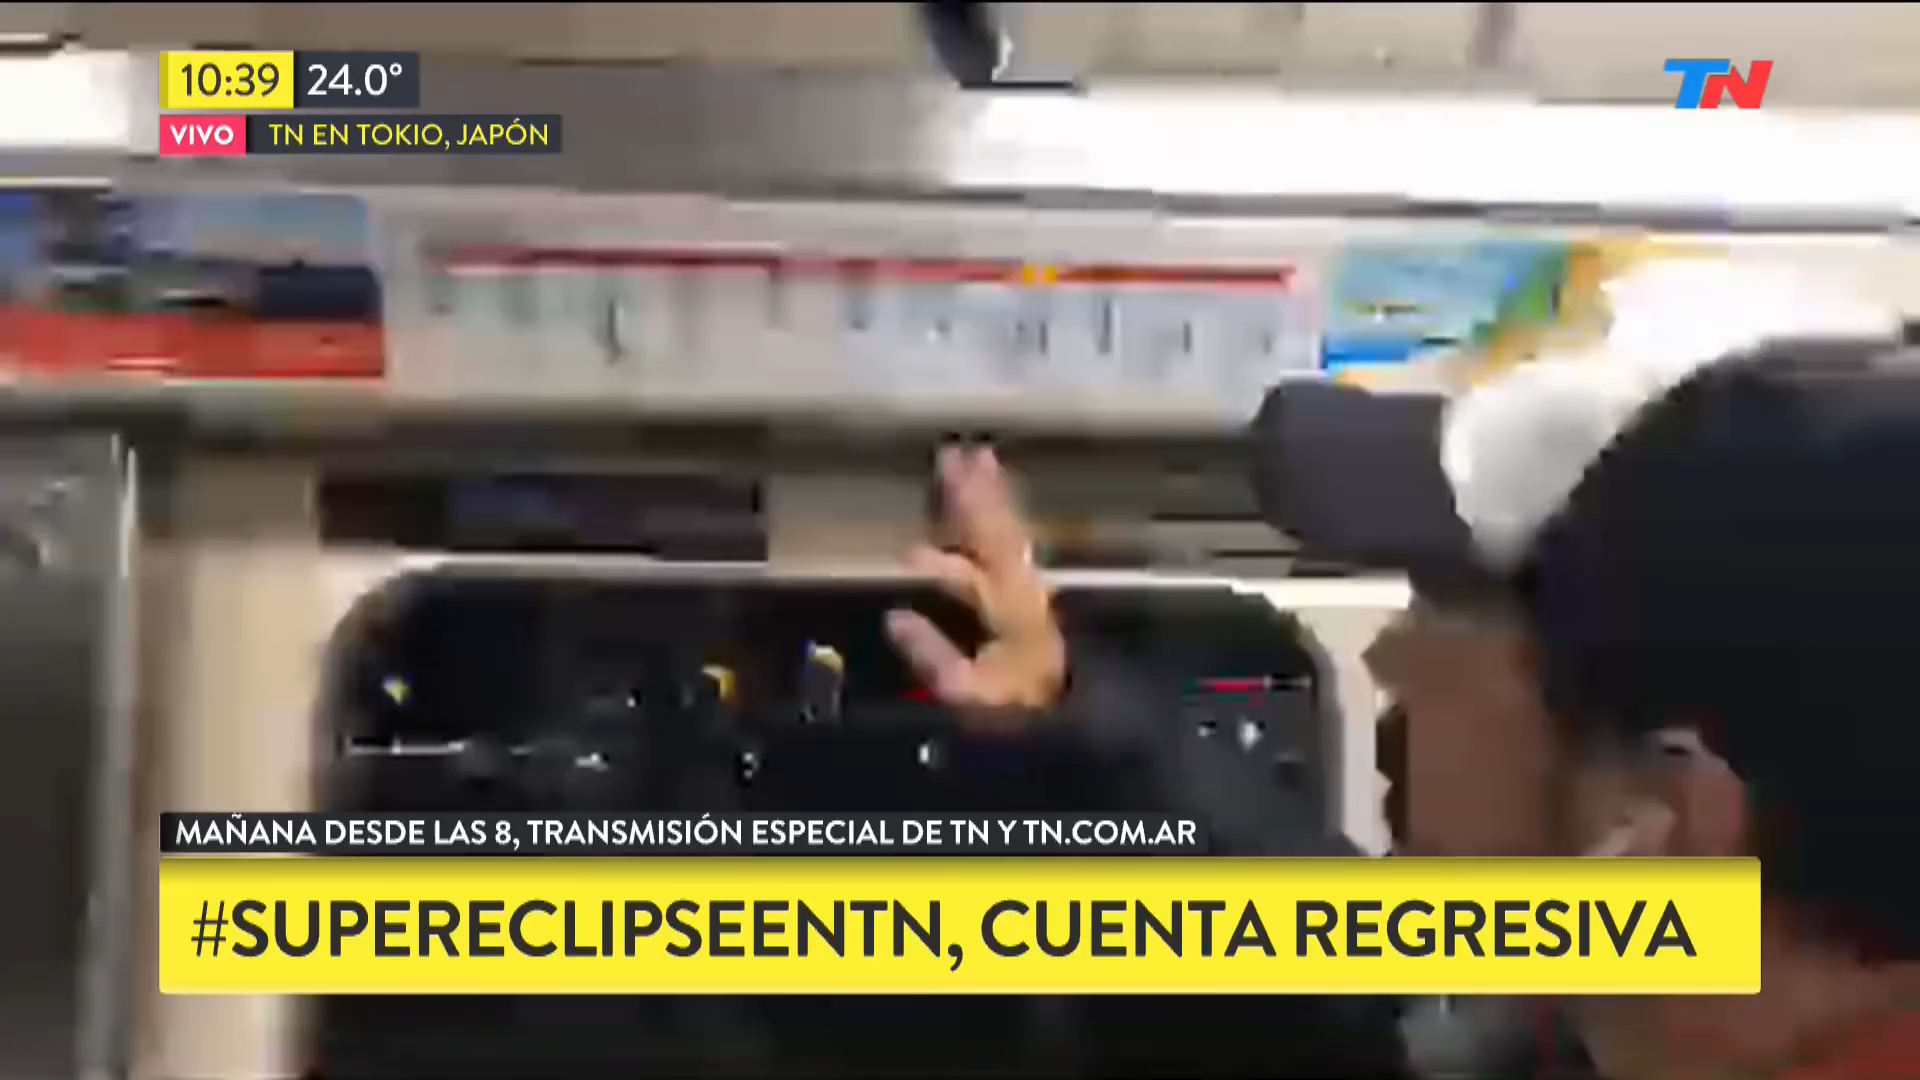 10:39 24.0°
TN
VIVO TN EN TOKIO, JAPÓN
MAÑANA DESDE LAS 8, TRANSMISIÓN ESPECIAL DE TN Y TN.COM.AR
#SUPERECLIPSEENTN, CUENTA REGRESIVA